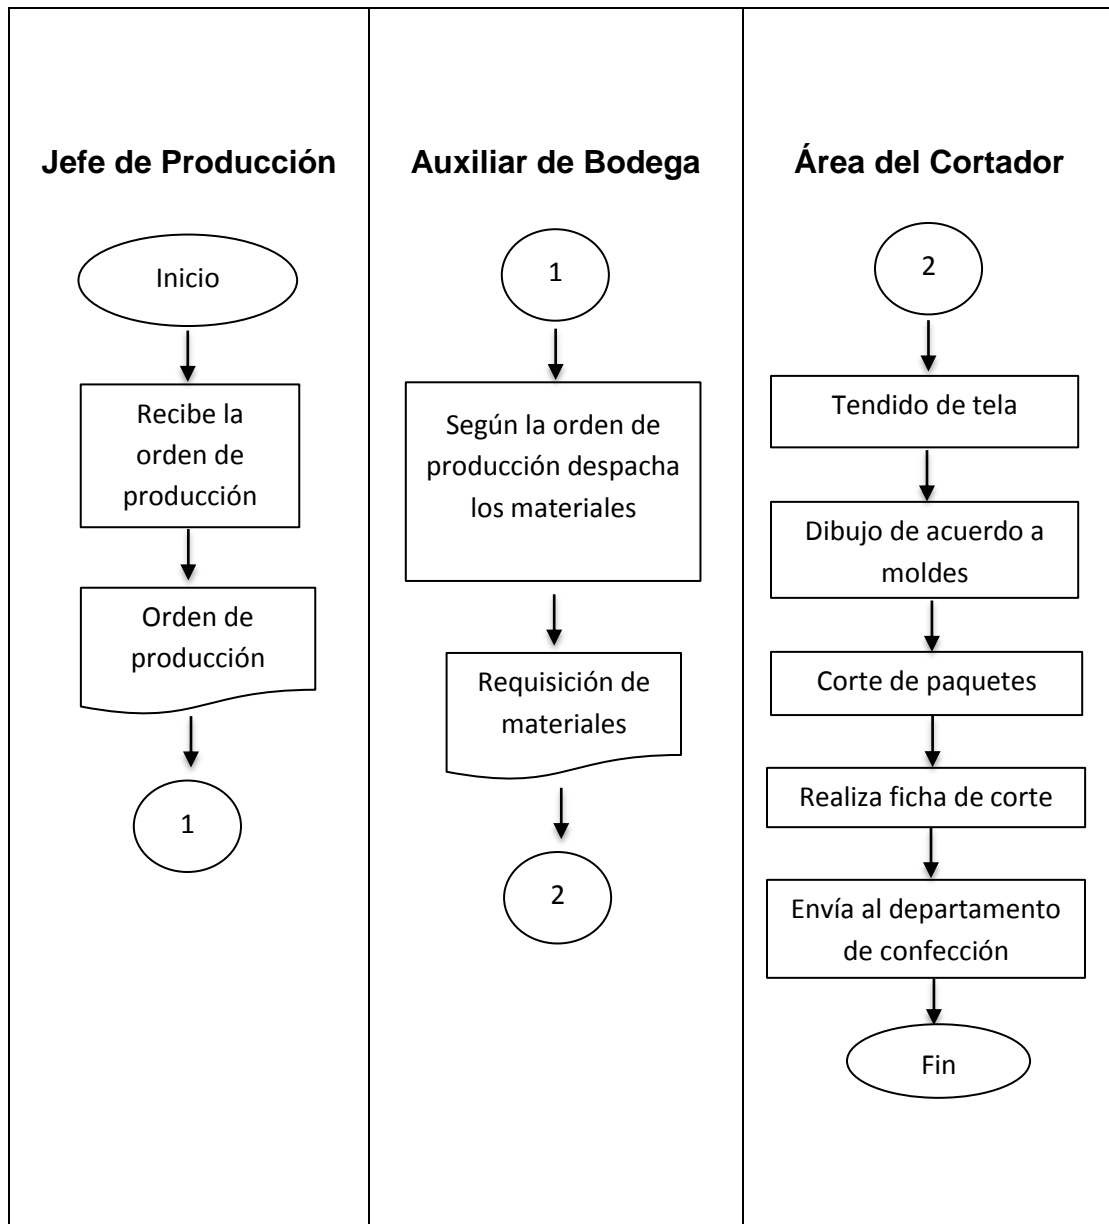 Jefe de Producción
Inicio
Recibe la
orden de
producción
Orden de
producción
1
Auxiliar de Bodega
1
Según la orden de
producción despacha
los materiales
Requisición de
materiales
2
Área del Cortador
2
Tendido de tela
Dibujo de acuerdo a
moldes
Corte de paquetes
Realiza ficha de corte
Envía al departamento
de confección
Fin